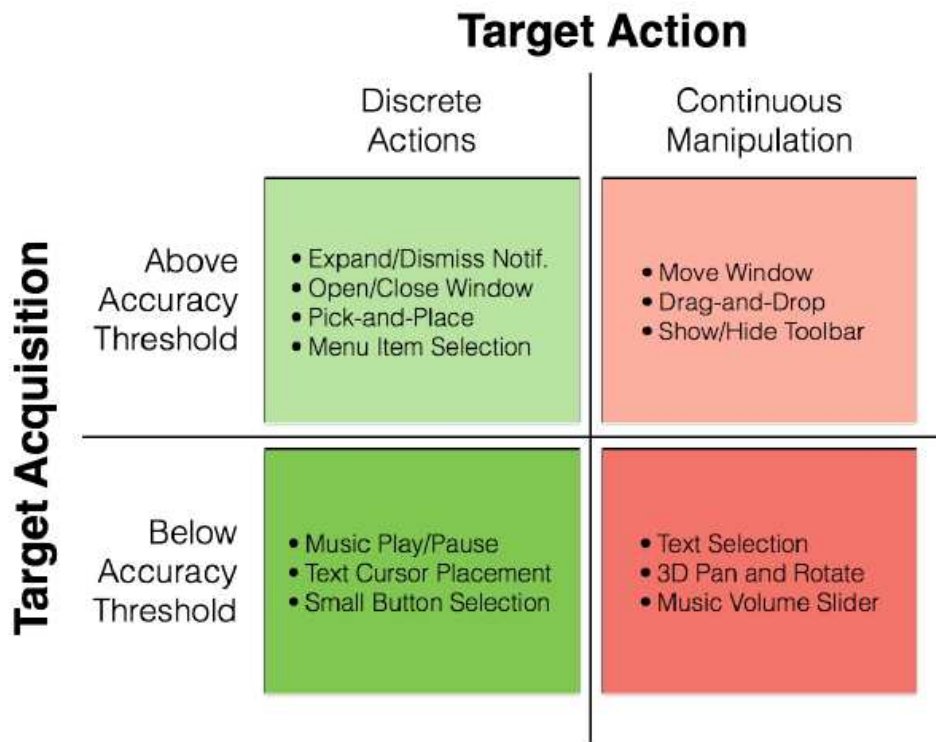 Target Action
Discrete
Actions
Continuous
Manipulation
Target Acquisition
Above
Accuracy
Threshold
• Expand/Dismiss Notif.
• Open/Close Window
• Pick-and-Place
• Menu Item Selection
• Move Window
• Drag-and-Drop
• Show/Hide Toolbar
Below
Accuracy
Threshold
• Music Play/Pause
• Text Cursor Placement
• Small Button Selection
• Text Selection
• 3D Pan and Rotate
• Music Volume Slider